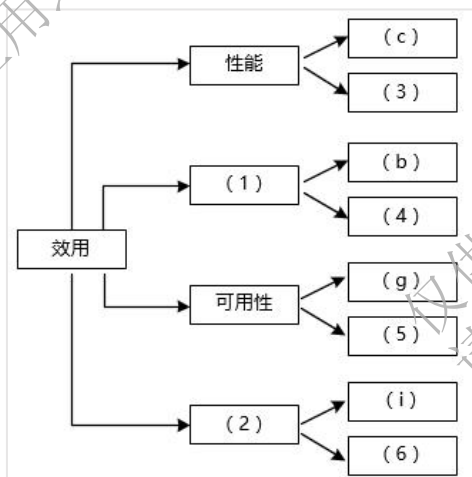 （c）
性能
（3）
（b）
（1）
（4）
效用
（g）
可用性
（5）
（i）
（2）
（6）